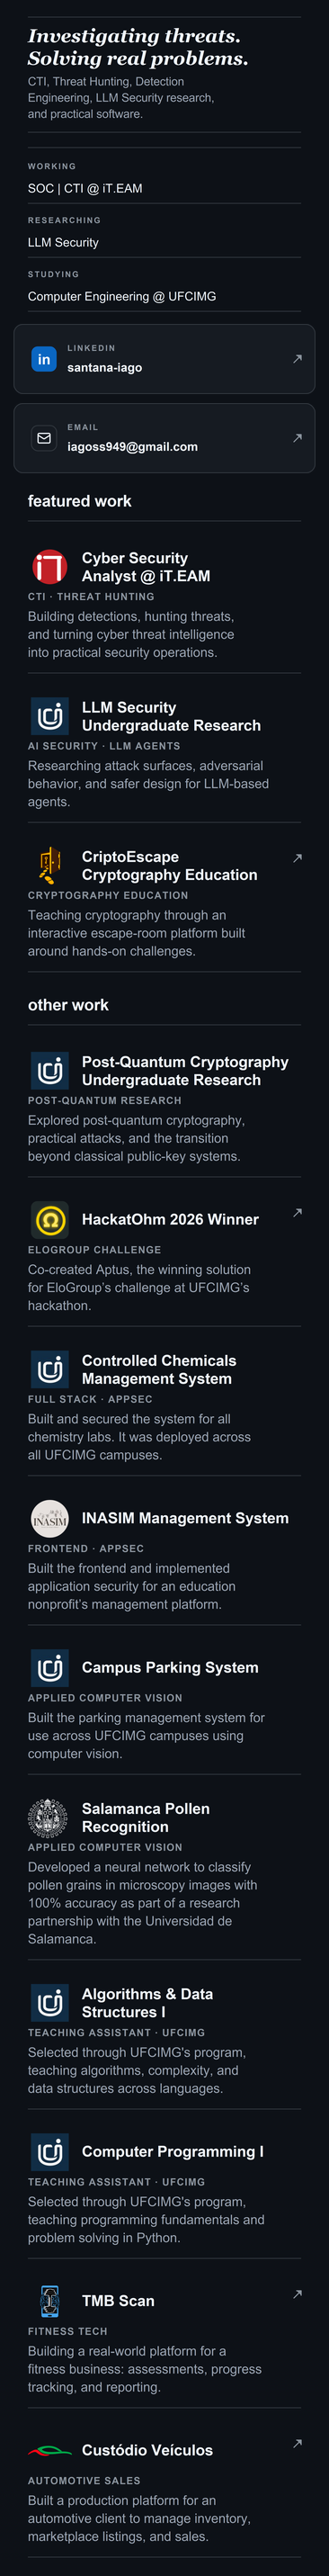 Investigating threats.
Solving real problems.
CTI, Threat Hunting, Detection
Engineering, LLM Security research,
and practical software.
WORKING
SOC | CTI @ iT.EAM
RESEARCHING
LLM Security
STUDYING
Computer Engineering @ UFCIMG
in
LINKEDIN
santana-iago
↗
EMAIL
iagoss949@gmail.com
↗
featured work
Cyber Security
Analyst @ iT.EAM
CTI · THREAT HUNTING
Building detections, hunting threats,
and turning cyber threat intelligence
into practical security operations.
LLM Security
Undergraduate Research
AI SECURITY · LLM AGENTS
Researching attack surfaces, adversarial
behavior, and safer design for LLM-based
agents.
CriptoEscape
Cryptography Education
↗
CRYPTOGRAPHY EDUCATION
Teaching cryptography through an
interactive escape-room platform built
around hands-on challenges.
other work
Post-Quantum Cryptography
Undergraduate Research
POST-QUANTUM RESEARCH
Explored post-quantum cryptography,
practical attacks, and the transition
beyond classical public-key systems.
Ω
HackatOhm 2026 Winner
↗
ELOGROUP CHALLENGE
Co-created Aptus, the winning solution
for EloGroup’s challenge at UFCIMG’s
hackathon.
Controlled Chemicals
Management System
FULL STACK · APPSEC
Built and secured the system for all
chemistry labs. It was deployed across
all UFCIMG campuses.
INASIM
INASIM Management System
FRONTEND · APPSEC
Built the frontend and implemented
application security for an education
nonprofit’s management platform.
Campus Parking System
APPLIED COMPUTER VISION
Built the parking management system for
use across UFCIMG campuses using
computer vision.
Salamanca Pollen
Recognition
APPLIED COMPUTER VISION
Developed a neural network to classify
pollen grains in microscopy images with
100% accuracy as part of a research
partnership with the Universidad de
Salamanca.
Algorithms & Data
Structures I
TEACHING ASSISTANT · UFCIMG
Selected through UFCIMG's program,
teaching algorithms, complexity, and
data structures across languages.
Computer Programming I
TEACHING ASSISTANT · UFCIMG
Selected through UFCIMG's program,
teaching programming fundamentals and
problem solving in Python.
TMB Scan
↗
FITNESS TECH
Building a real-world platform for a
fitness business: assessments, progress
tracking, and reporting.
Custódio Veículos
↗
AUTOMOTIVE SALES
Built a production platform for an
automotive client to manage inventory,
marketplace listings, and sales.